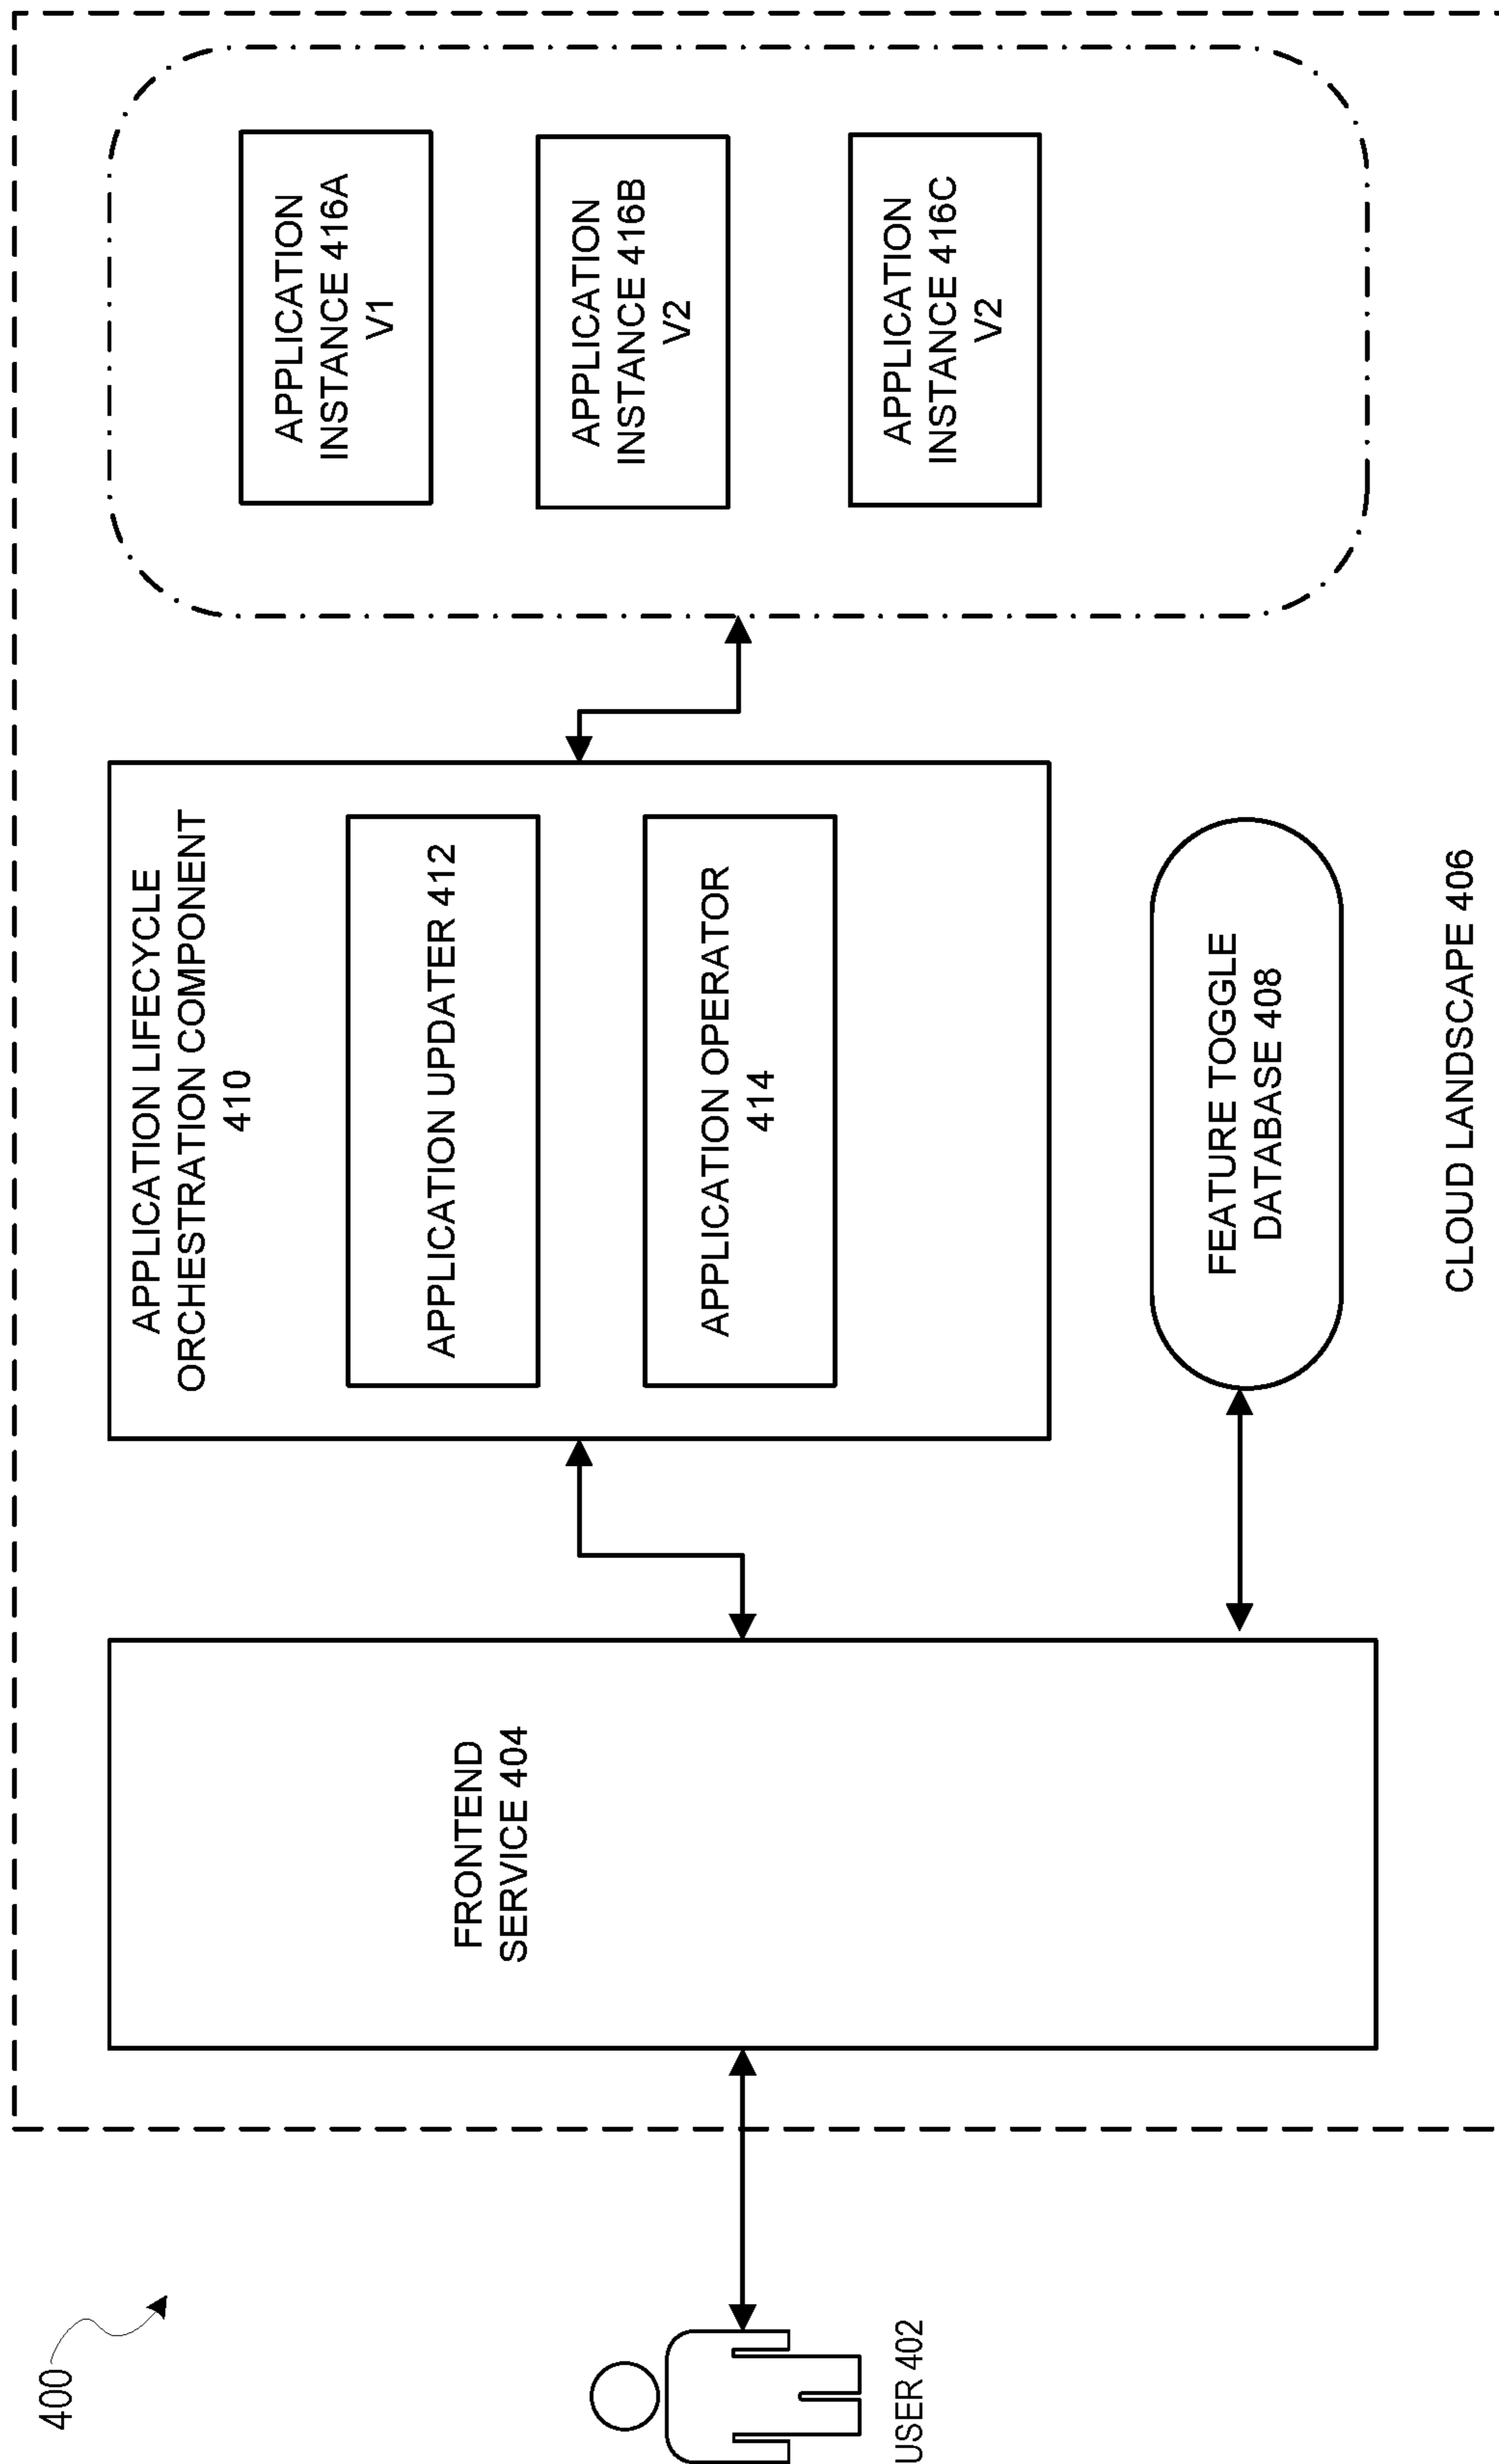 400
USER 402
FRONTEND
SERVICE 404
APPLICATION LIFECYCLE
ORCHESTRATION COMPONENT
410
APPLICATION UPDATER 412
APPLICATION OPERATOR
414
FEATURE TOGGLE
DATABASE 408
APPLICATION
INSTANCE 416A
V1
APPLICATION
INSTANCE 416B
V2
APPLICATION
INSTANCE 416C
V2
CLOUD LANDSCAPE 406